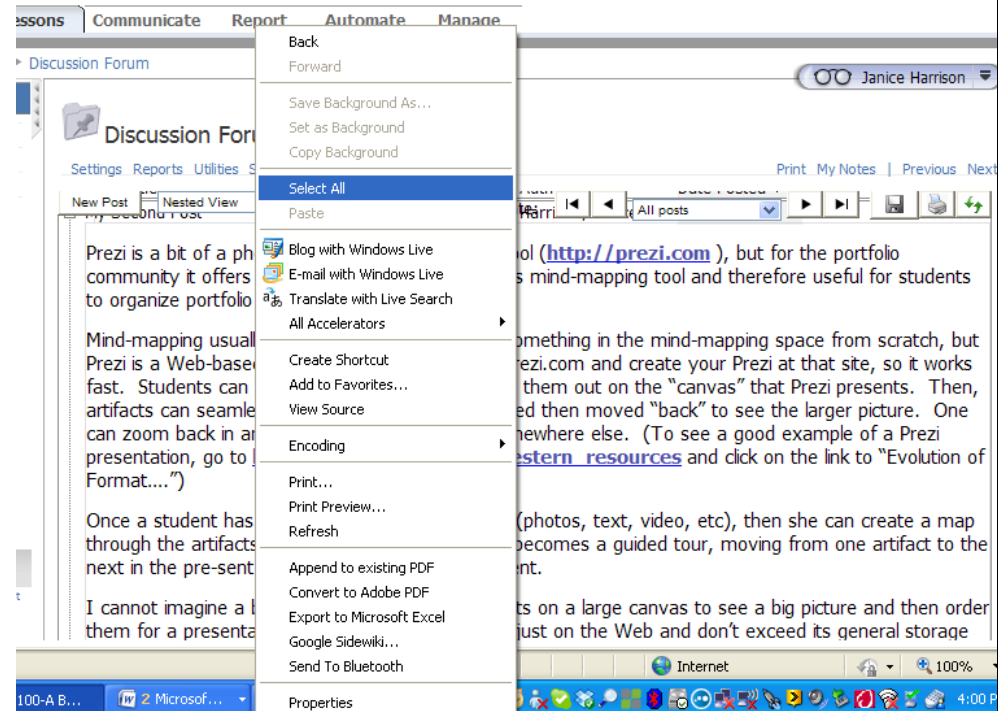 essons Communicate Report Automate Manage
Discussion Forum
Janice Harrison
Discussion Foru
Settings Reports Utilities S
Print My Notes | Previous Next
New Post Nested View
All posts
Prezi is a bit of a ph ool (http://prezi.com ), but for the portfolio
community it offers s mind-mapping tool and therefore useful for students
to organize portfolio
Mind-mapping usuall omething in the mind-mapping space from scratch, but
Prezi is a Web-base rezi.com and create your Prezi at that site, so it works
fast. Students can them out on the “canvas” that Prezi presents. Then,
artifacts can seamle ed then moved “back” to see the larger picture. One
can zoom back in an newhere else. (To see a good example of a Prezi
presentation, go to estern_resources and click on the link to “Evolution of
Format....”)
Once a student has (photos, text, video, etc), then she can create a map
through the artifacts becomes a guided tour, moving from one artifact to the
next in the pre-sent nt.
I cannot imagine a b ts on a large canvas to see a big picture and then order
them for a presenta just on the Web and don’t exceed its general storage
Back
Forward
Save Background As...
Set as Background
Copy Background
Select All
Paste
Blog with Windows Live
E-mail with Windows Live
Translate with Live Search
All Accelerators
Create Shortcut
Add to Favorites...
View Source
Encoding
Print...
Print Preview...
Refresh
Append to existing PDF
Convert to Adobe PDF
Export to Microsoft Excel
Google Sidewiki...
Send To Bluetooth
Properties
Internet 100%
100-A B... 2 Microsof... 4:00 P